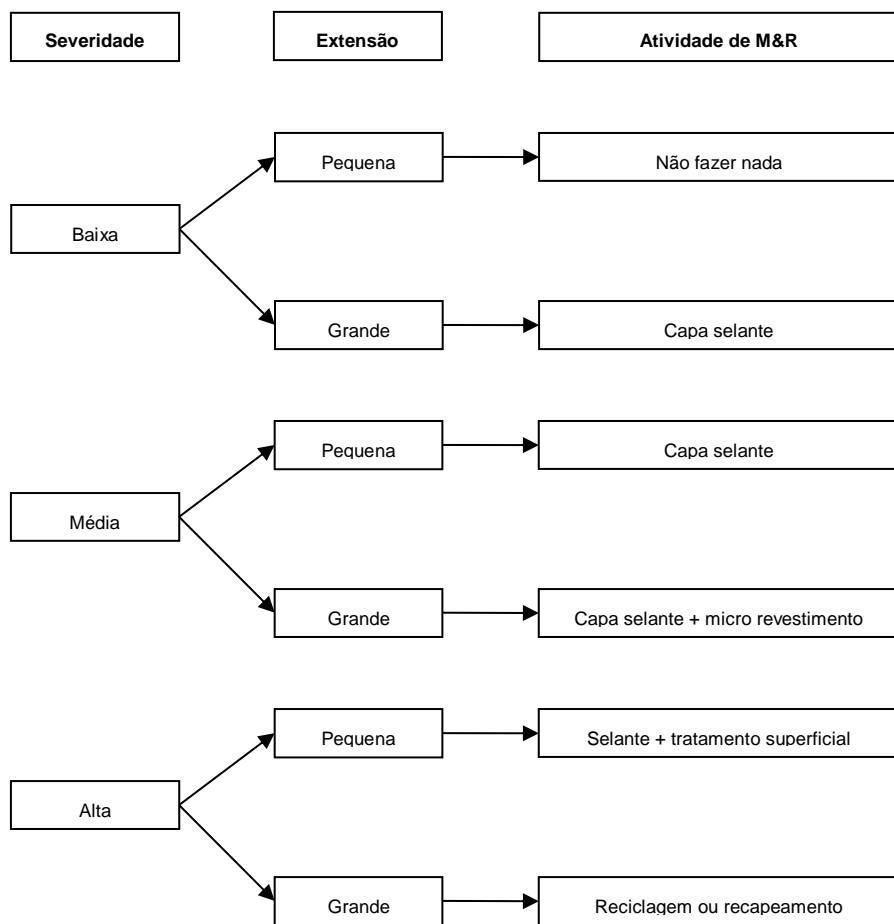 Severidade
Extensão
Atividade de M&R
Pequena
Não fazer nada
Baixa
Grande
Capa selante
Pequena
Capa selante
Média
Grande
Capa selante + micro revestimento
Pequena
Selante + tratamento superficial
Alta
Grande
Reciclagem ou recapeamento